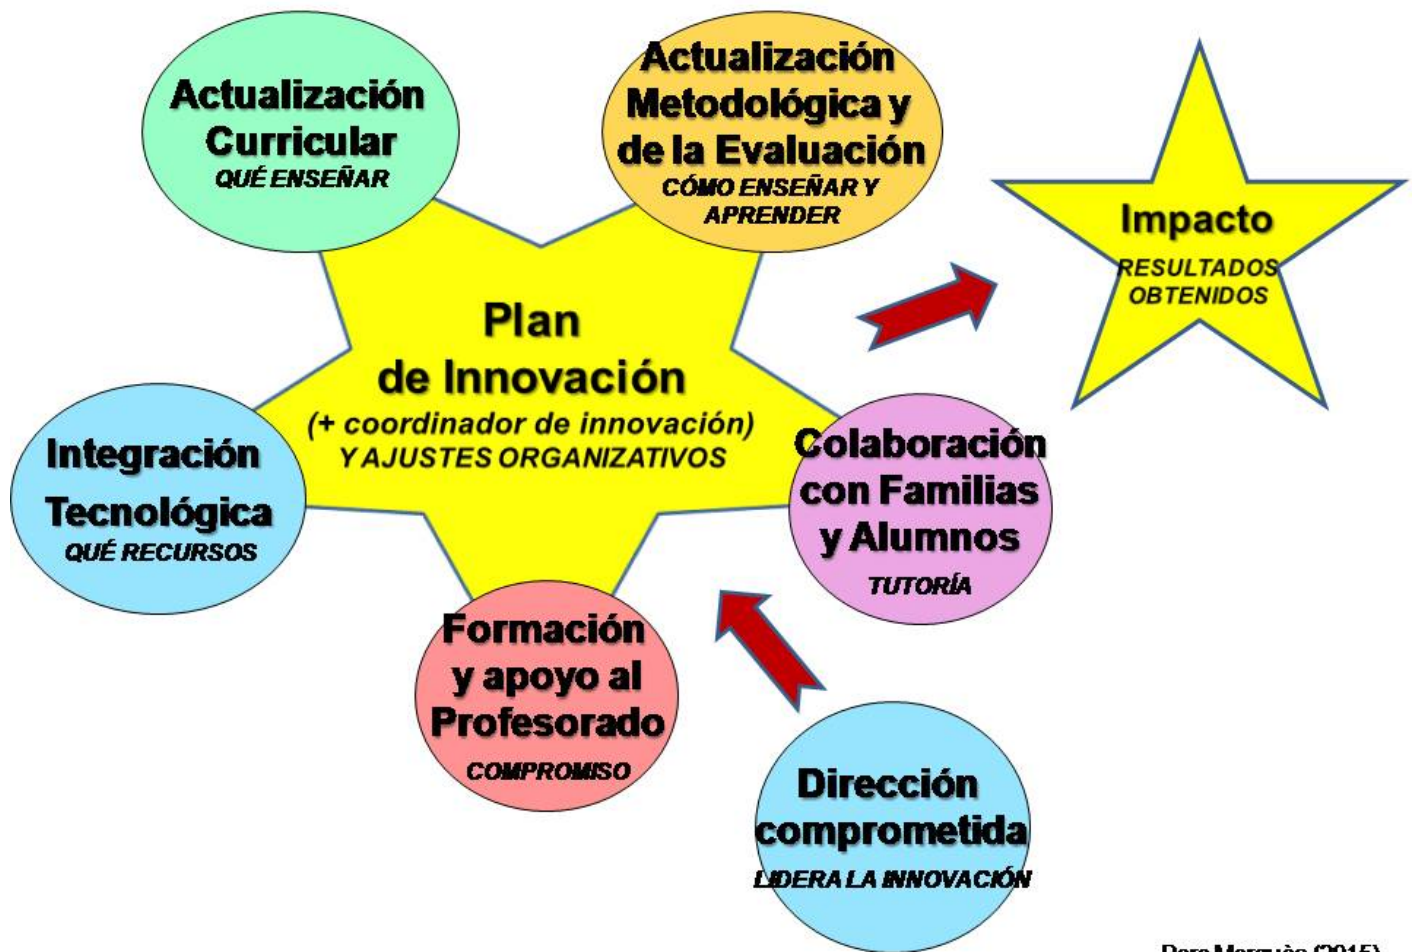 Actualización
Curricular
QUÉ ENSEÑAR
Actualización
Metodológica y
de la Evaluación
CÓMO ENSEÑAR Y
APRENDER
Impacto
RESULTADOS
OBTENIDOS
Plan
de Innovación
(+ coordinador de innovación)
Y AJUSTES ORGANIZATIVOS
Integración
Tecnológica
QUÉ RECURSOS
Colaboración
con Familias
y Alumnos
TUTORÍA
Formación
y apoyo al
Profesorado
COMPROMISO
Dirección
comprometida
LIDERA LA INNOVACIÓN
Pere Marquès (2015)